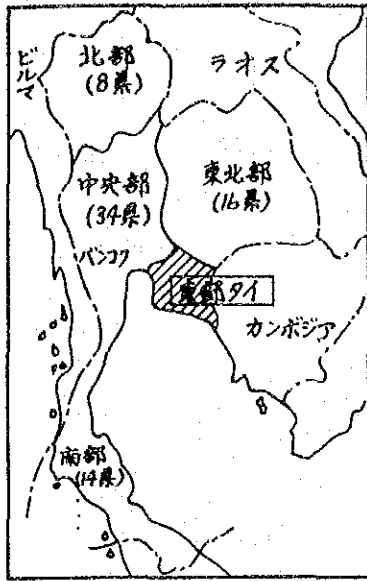 北部
(8県)
ビルマ
ラオス
中央部
(34県)
東北部
(16県)
バンコク
東部タイ
カンボジア
南部
(14県)